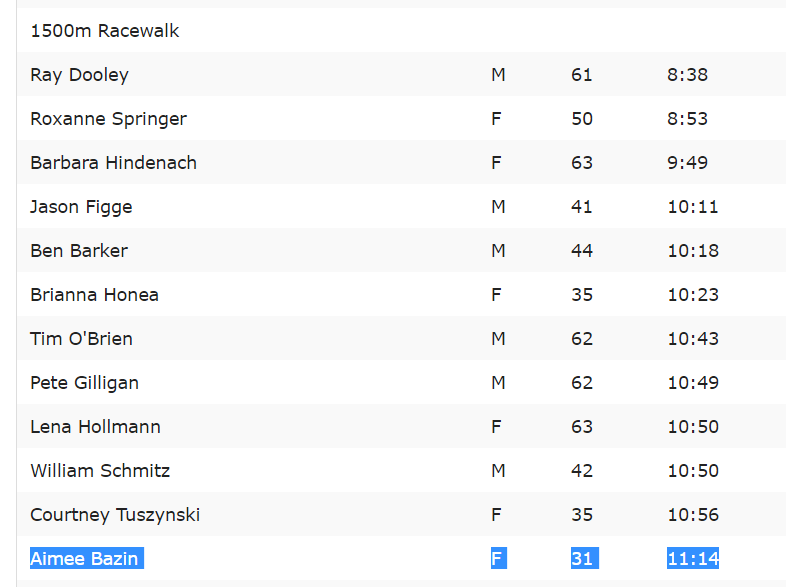 1500m Racewalk
Ray Dooley M 61 8:38
Roxanne Springer F 50 8:53
Barbara Hindenach F 63 9:49
Jason Figge M 41 10:11
Ben Barker M 44 10:18
Brianna Honea F 35 10:23
Tim O'Brien M 62 10:43
Pete Gilligan M 62 10:49
Lena Hollmann F 63 10:50
William Schmitz M 42 10:50
Courtney Tuszynski F 35 10:56
Aimee Bazin F 31 11:14